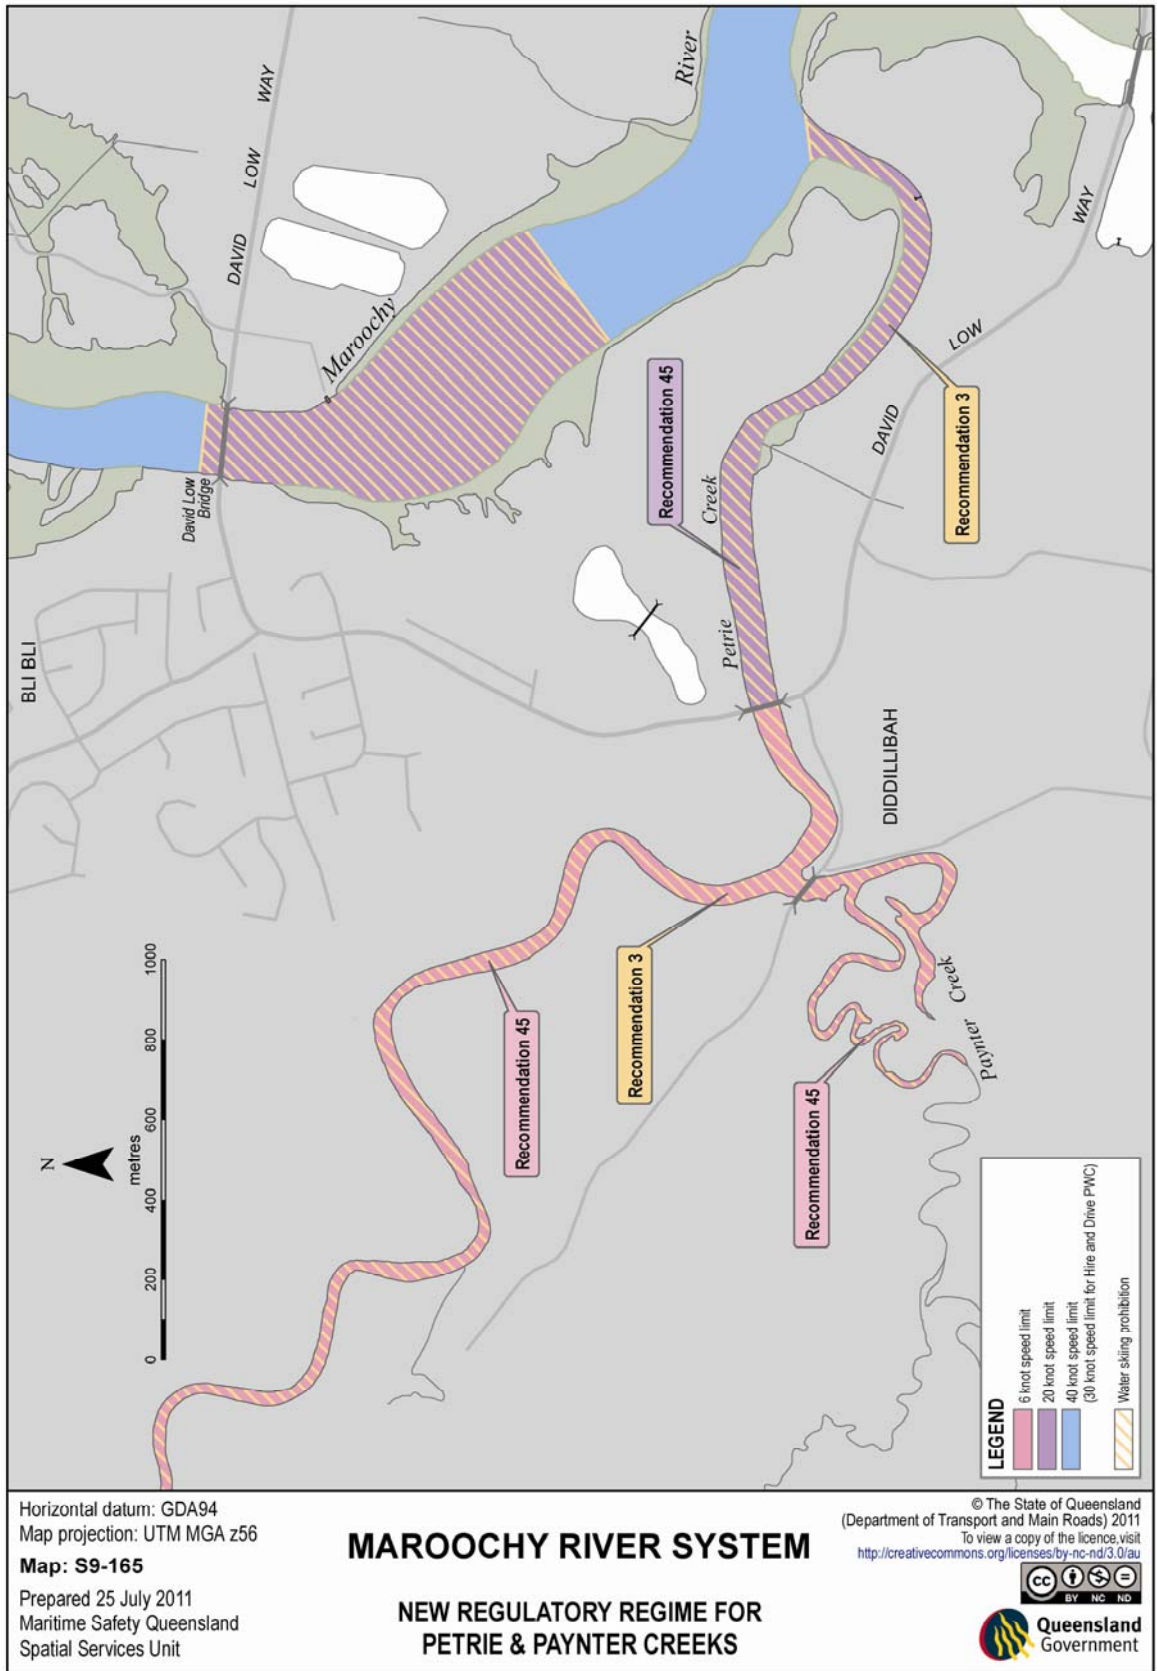 BLI BLI
David Low
Bridge
DAVID
LOW
WAY
Maroochy
River
Recommendation 45
Petrie
Creek
DAVID
LOW
WAY
Recommendation 3
DIDDILLIBAH
N
metres
0 200 400 600 800 1000
Recommendation 45
Recommendation 3
Recommendation 45
Paynter
Creek
LEGEND
6 knot speed limit
20 knot speed limit
40 knot speed limit
(30 knot speed limit for Hire and Drive PWC)
Water skiing prohibition
Horizontal datum: GDA94
Map projection: UTM MGA z56
Map: S9-165
Prepared 25 July 2011
Maritime Safety Queensland
Spatial Services Unit
MAROOCHY RIVER SYSTEM
NEW REGULATORY REGIME FOR
PETRIE & PAYNTER CREEKS
© The State of Queensland
(Department of Transport and Main Roads) 2011
To view a copy of the licence,visit
http://creativecommons.org/licenses/by-nc-nd/3.0/au
cc
BY NC ND
Queensland
Government